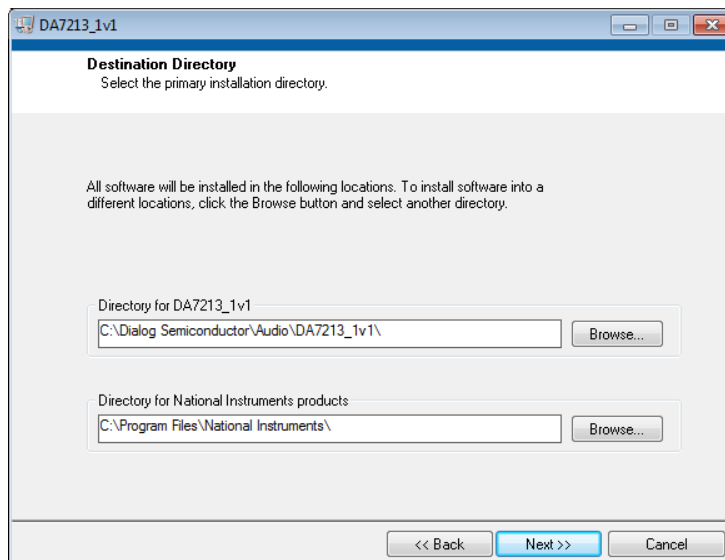 DA7213_1v1
Destination Directory
Select the primary installation directory.
All software will be installed in the following locations. To install software into a
different locations, click the Browse button and select another directory.
Directory for DA7213_1v1
C:\Dialog Semiconductor\Audio\DA7213_1v1\
Browse...
Directory for National Instruments products
C:\Program Files\National Instruments\
Browse...
<< Back
Next >>
Cancel